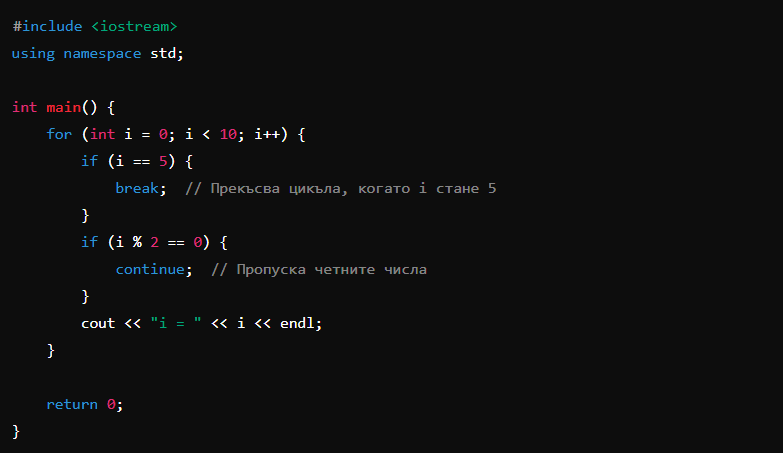 #include <iostream>
using namespace std;
int main() {
    for (int i = 0; i < 10; i++) {
        if (i == 5) {
            break;  // Прекъсва цикъла, когато i стане 5
        }
        if (i % 2 == 0) {
            continue;  // Пропуска четните числа
        }
        cout << "i = " << i << endl;
    }
    return 0;
}